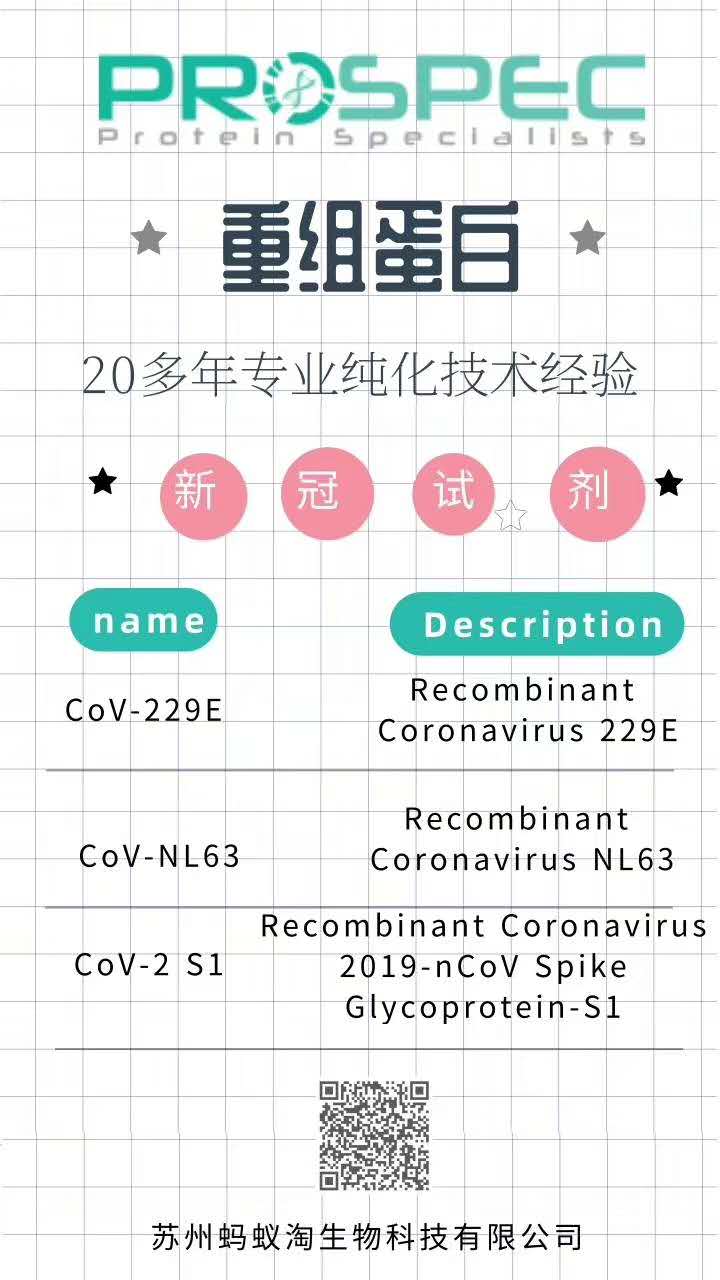 PROSPEC
Protein Specialists
重组蛋白
20多年专业纯化技术经验
新冠试剂
name
Description
CoV-229E
Recombinant
Coronavirus 229E
CoV-NL63
Recombinant
Coronavirus NL63
CoV-2 S1
Recombinant Coronavirus
2019-nCoV Spike
Glycoprotein-S1
苏州蚂蚁淘生物科技有限公司